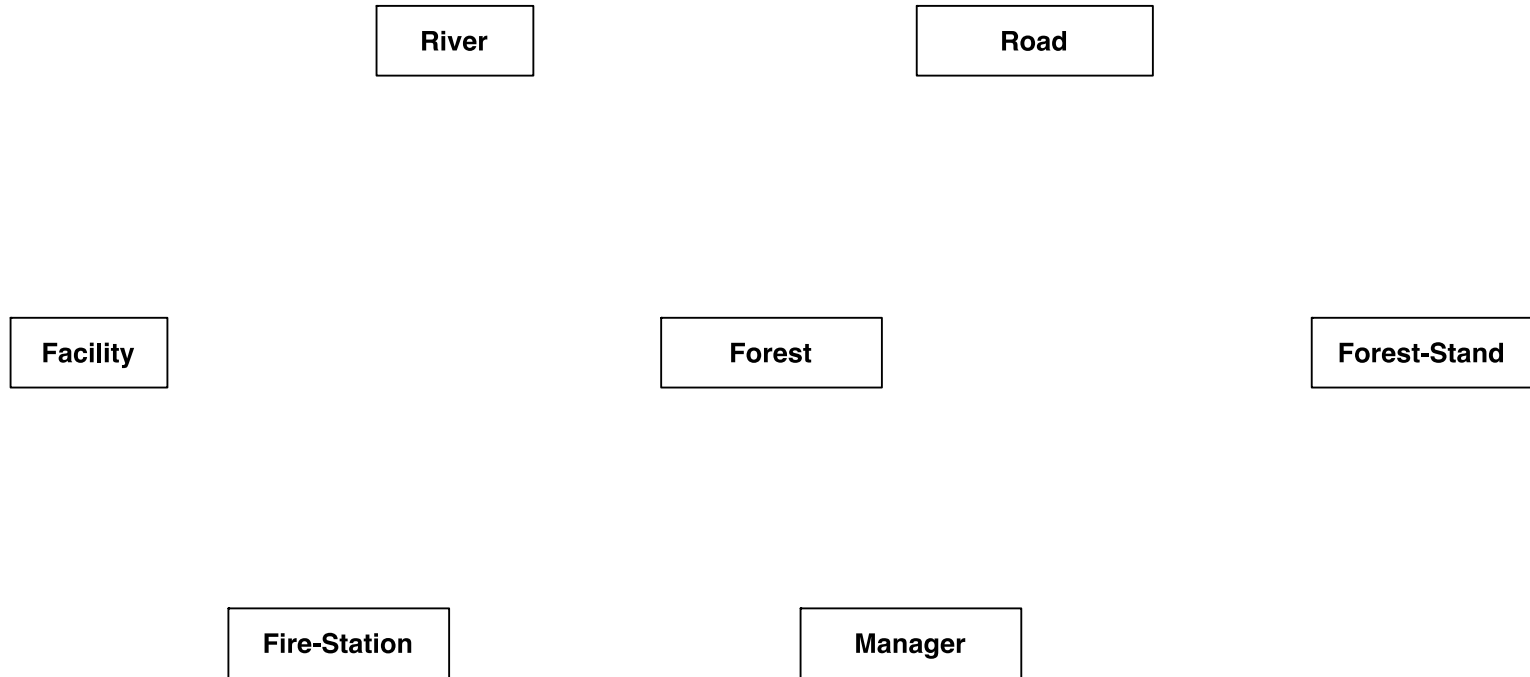 River
Road
Facility
Forest
Forest-Stand
Fire-Station
Manager